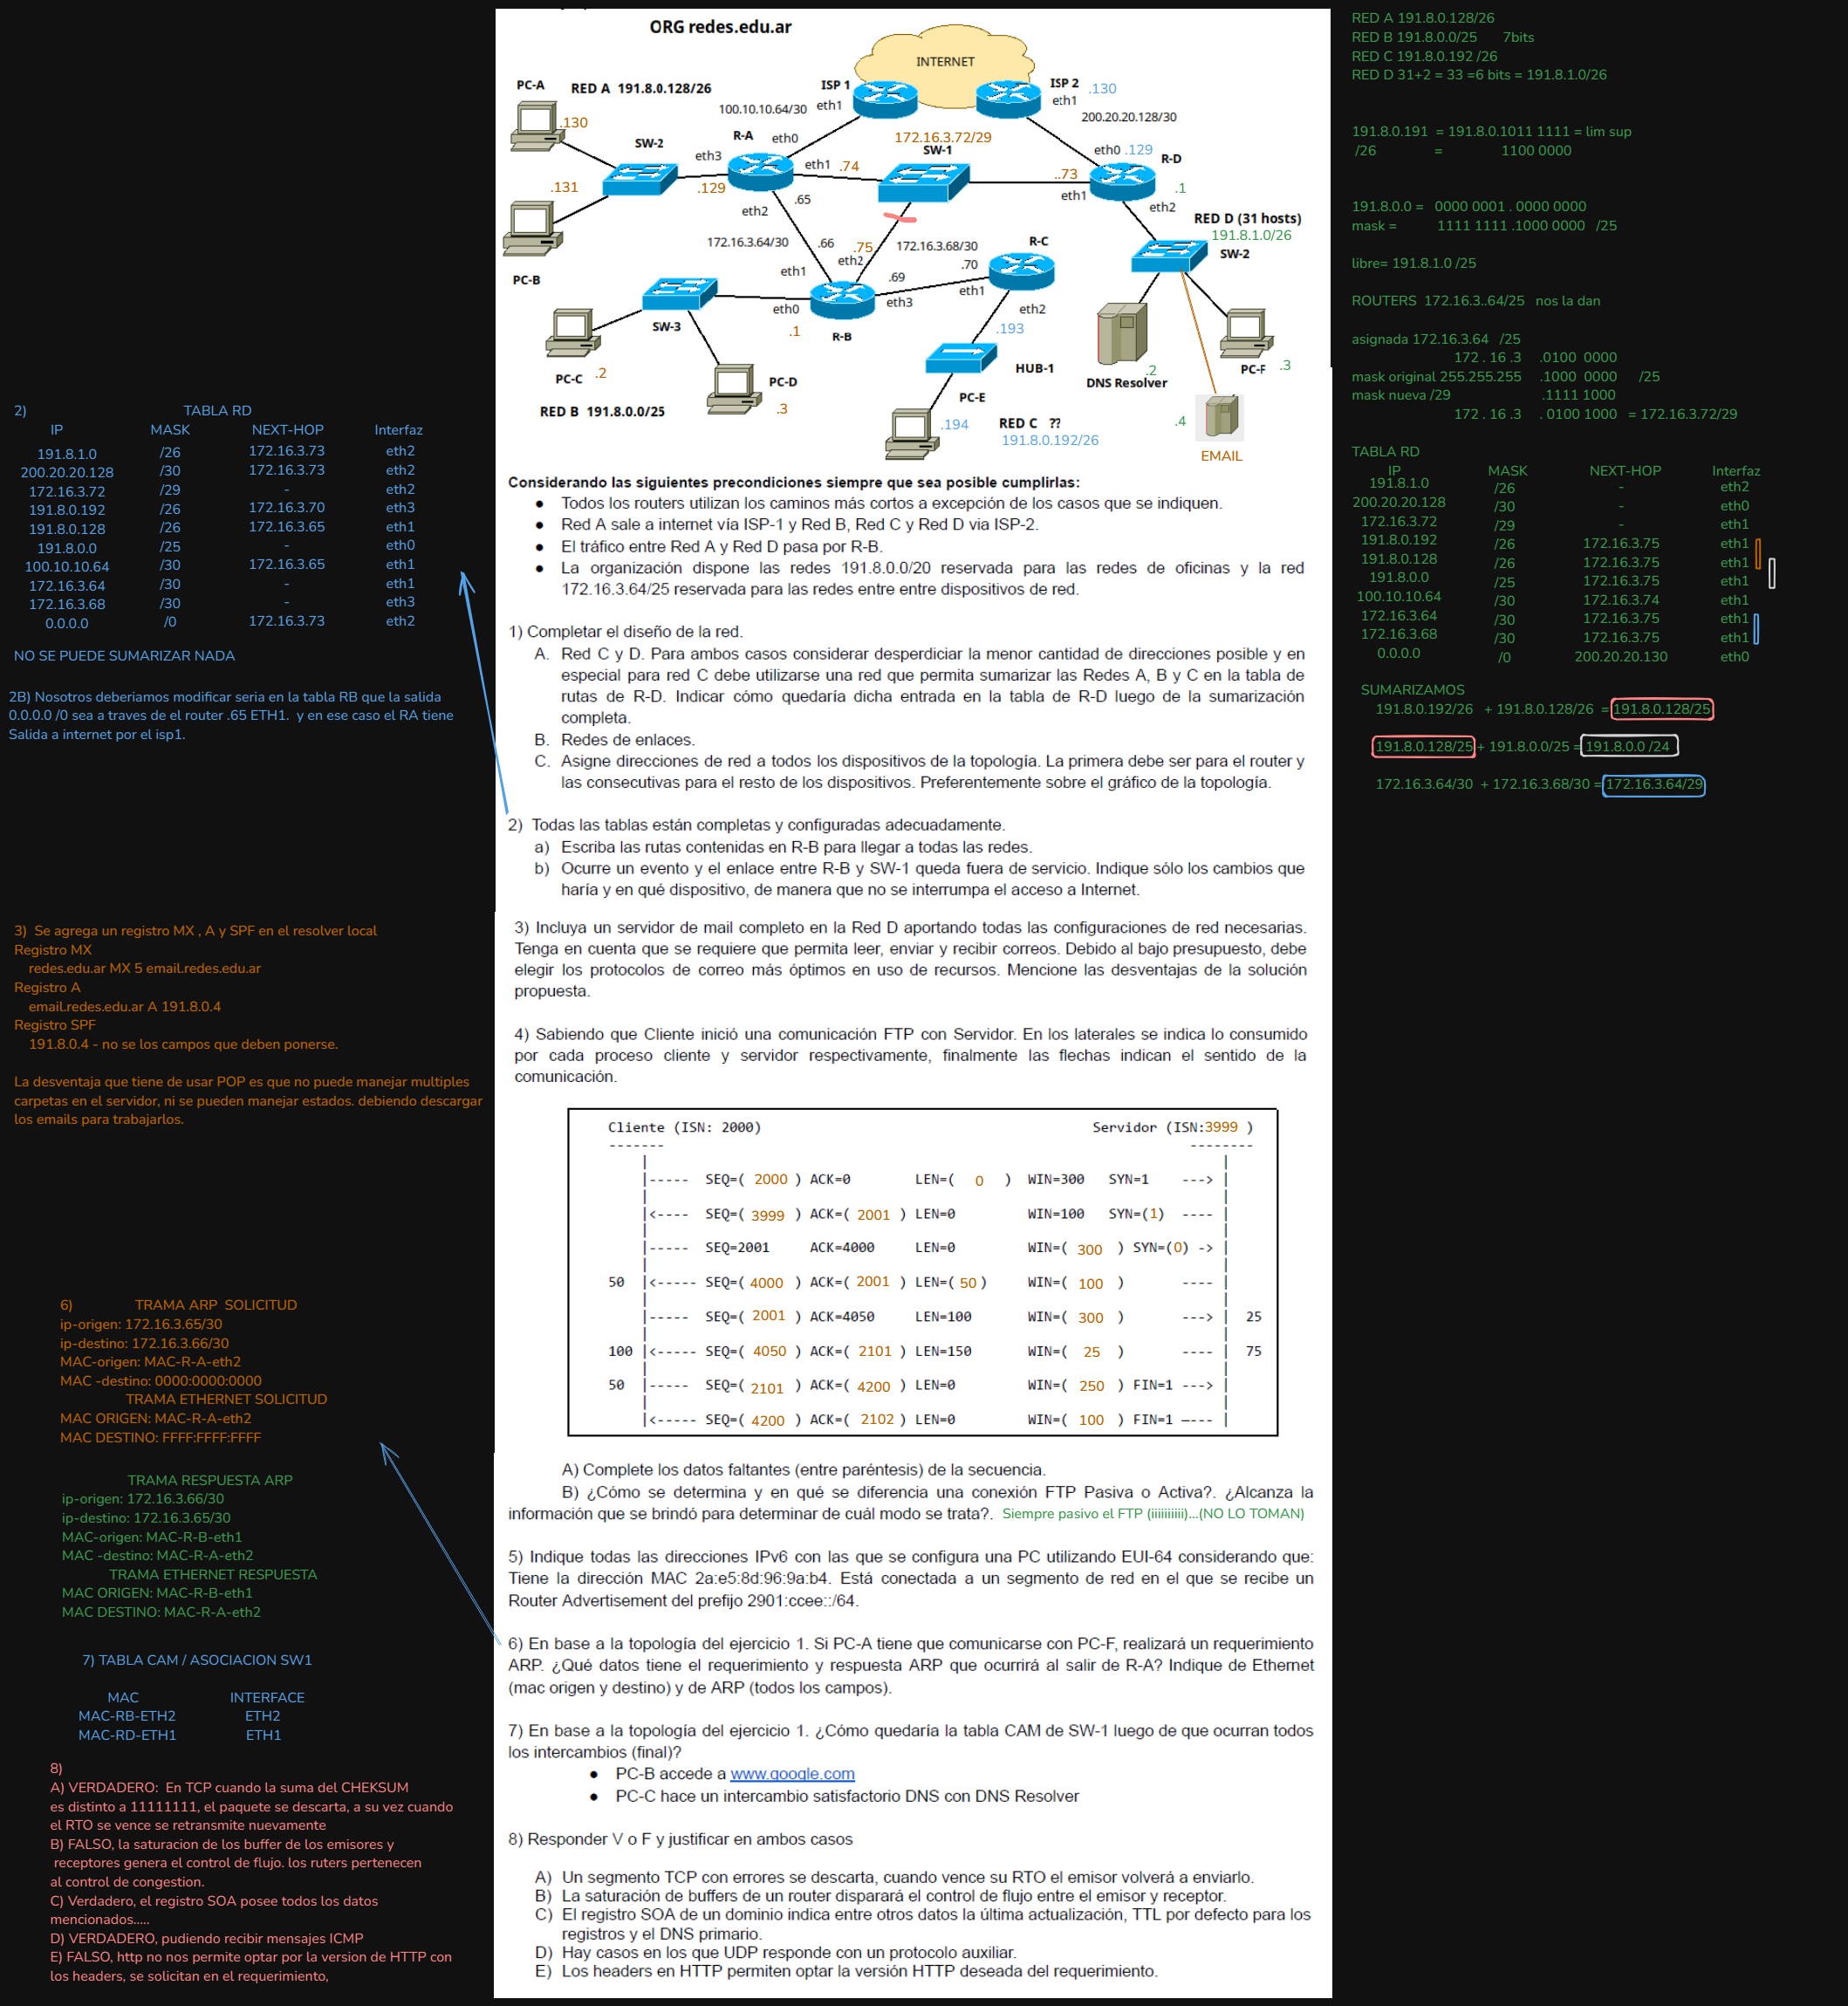 ORG redes.edu.ar
INTERNET
PC-A
RED A 191.8.0.128/26
ISP 1
eth1
100.10.10.64/30
ISP 2
.130
eth1
200.20.20.128/30
.130
SW-2
R-A
eth0
eth3
eth1
.74
172.16.3.72/29
SW-1
eth0
.129
R-D
.131
.129
.65
eth2
..73
eth1
.1
eth2
RED D (31 hosts)
191.8.1.0/26
172.16.3.64/30
.66
.75
eth2
172.16.3.68/30
R-C
.70
SW-2
PC-B
eth1
.69
eth3
eth1
SW-3
eth0
.1
R-B
eth2
.193
HUB-1
PC-C
.2
PC-D
.3
RED B 191.8.0.0/25
DNS Resolver
.2
PC-F
.3
PC-E
.194
RED C ??
191.8.0.192/26
.4
EMAIL
Considerando las siguientes precondiciones siempre que sea posible cumplirlas:
● Todos los routers utilizan los caminos más cortos a excepción de los casos que se indiquen.
● Red A sale a internet vía ISP-1 y Red B, Red C y Red D via ISP-2.
● El tráfico entre Red A y Red D pasa por R-B.
● La organización dispone las redes 191.8.0.0/20 reservada para las redes de oficinas y la red
172.16.3.64/25 reservada para las redes entre entre dispositivos de red.
1) Completar el diseño de la red.
A. Red C y D. Para ambos casos considerar desperdiciar la menor cantidad de direcciones posible y en
especial para red C debe utilizarse una red que permita sumarizar las Redes A, B y C en la tabla de
rutas de R-D. Indicar cómo quedaría dicha entrada en la tabla de R-D luego de la sumarización
completa.
B. Redes de enlaces.
C. Asigne direcciones de red a todos los dispositivos de la topología. La primera debe ser para el router y
las consecutivas para el resto de los dispositivos. Preferentemente sobre el gráfico de la topología.
2) Todas las tablas están completas y configuradas adecuadamente.
a) Escriba las rutas contenidas en R-B para llegar a todas las redes.
b) Ocurre un evento y el enlace entre R-B y SW-1 queda fuera de servicio. Indique sólo los cambios que
haría y en qué dispositivo, de manera que no se interrumpa el acceso a Internet.
3) Incluya un servidor de mail completo en la Red D aportando todas las configuraciones de red necesarias.
Tenga en cuenta que se requiere que permita leer, enviar y recibir correos. Debido al bajo presupuesto, debe
elegir los protocolos de correo más óptimos en uso de recursos. Mencione las desventajas de la solución
propuesta.
4) Sabiendo que Cliente inició una comunicación FTP con Servidor. En los laterales se indica lo consumido
por cada proceso cliente y servidor respectivamente, finalmente las flechas indican el sentido de la
comunicación.
Cliente (ISN: 2000) Servidor (ISN:3999 )
------- --------
|----- SEQ=( 2000 ) ACK=0 LEN=( 0 ) WIN=300 SYN=1 ---> |
|<---- SEQ=( 3999 ) ACK=( 2001 ) LEN=0 WIN=100 SYN=(1) ---- |
|----- SEQ=2001 ACK=4000 LEN=0 WIN=( 300 ) SYN=(0) -> |
50 |<----- SEQ=( 4000 ) ACK=( 2001 ) LEN=( 50 ) WIN=( 100 ) ---- |
|----- SEQ=( 2001 ) ACK=4050 LEN=100 WIN=( 300 ) ---> | 25
100 |<----- SEQ=( 4050 ) ACK=( 2101 ) LEN=150 WIN=( 25 ) ---- | 75
50 |----- SEQ=( 2101 ) ACK=( 4200 ) LEN=0 WIN=( 250 ) FIN=1 ---> |
|<----- SEQ=( 4200 ) ACK=( 2102 ) LEN=0 WIN=( 100 ) FIN=1 —--- |
A) Complete los datos faltantes (entre paréntesis) de la secuencia.
B) ¿Cómo se determina y en qué se diferencia una conexión FTP Pasiva o Activa?. ¿Alcanza la
información que se brindó para determinar de cuál modo se trata?. Siempre pasivo el FTP (iiiiiiiiii)...(NO LO TOMAN)
5) Indique todas las direcciones IPv6 con las que se configura una PC utilizando EUI-64 considerando que:
Tiene la dirección MAC 2a:e5:8d:96:9a:b4. Está conectada a un segmento de red en el que se recibe un
Router Advertisement del prefijo 2901:ccee::/64.
6) En base a la topología del ejercicio 1. Si PC-A tiene que comunicarse con PC-F, realizará un requerimiento
ARP. ¿Qué datos tiene el requerimiento y respuesta ARP que ocurrirá al salir de R-A? Indique de Ethernet
(mac origen y destino) y de ARP (todos los campos).
7) En base a la topología del ejercicio 1. ¿Cómo quedaría la tabla CAM de SW-1 luego de que ocurran todos
los intercambios (final)?
● PC-B accede a www.google.com
● PC-C hace un intercambio satisfactorio DNS con DNS Resolver
8) Responder V o F y justificar en ambos casos
A) Un segmento TCP con errores se descarta, cuando vence su RTO el emisor volverá a enviarlo.
B) La saturación de buffers de un router disparará el control de flujo entre el emisor y receptor.
C) El registro SOA de un dominio indica entre otros datos la última actualización, TTL por defecto para los
registros y el DNS primario.
D) Hay casos en los que UDP responde con un protocolo auxiliar.
E) Los headers en HTTP permiten optar la versión HTTP deseada del requerimiento.
2) TABLA RD
IP MASK NEXT-HOP Interfaz
191.8.1.0 /26 172.16.3.73 eth2
200.20.20.128 /30 172.16.3.73 eth2
172.16.3.72 /29 - eth2
191.8.0.192 /26 172.16.3.70 eth3
191.8.0.128 /26 172.16.3.65 eth1
191.8.0.0 /25 - eth0
100.10.10.64 /30 172.16.3.65 eth1
172.16.3.64 /30 - eth1
172.16.3.68 /30 - eth3
0.0.0.0 /0 172.16.3.73 eth2
NO SE PUEDE SUMARIZAR NADA
2B) Nosotros deberiamos modificar seria en la tabla RB que la salida
0.0.0.0 /0 sea a traves de el router .65 ETH1. y en ese caso el RA tiene
Salida a internet por el isp1.
3) Se agrega un registro MX , A y SPF en el resolver local
Registro MX
redes.edu.ar MX 5 email.redes.edu.ar
Registro A
email.redes.edu.ar A 191.8.0.4
Registro SPF
191.8.0.4 - no se los campos que deben ponerse.
La desventaja que tiene de usar POP es que no puede manejar multiples
carpetas en el servidor, ni se pueden manejar estados. debiendo descargar
los emails para trabajarlos.
6) TRAMA ARP SOLICITUD
ip-origen: 172.16.3.65/30
ip-destino: 172.16.3.66/30
MAC-origen: MAC-R-A-eth2
MAC -destino: 0000:0000:0000
TRAMA ETHERNET SOLICITUD
MAC ORIGEN: MAC-R-A-eth2
MAC DESTINO: FFFF:FFFF:FFFF
TRAMA RESPUESTA ARP
ip-origen: 172.16.3.66/30
ip-destino: 172.16.3.65/30
MAC-origen: MAC-R-B-eth1
MAC -destino: MAC-R-A-eth2
TRAMA ETHERNET RESPUESTA
MAC ORIGEN: MAC-R-B-eth1
MAC DESTINO: MAC-R-A-eth2
7) TABLA CAM / ASOCIACION SW1
MAC INTERFACE
MAC-RB-ETH2 ETH2
MAC-RD-ETH1 ETH1
8)
A) VERDADERO: En TCP cuando la suma del CHEKSUM
es distinto a 11111111, el paquete se descarta, a su vez cuando
el RTO se vence se retransmite nuevamente
B) FALSO, la saturacion de los buffer de los emisores y
receptores genera el control de flujo. los ruters pertenecen
al control de congestion.
C) Verdadero, el registro SOA posee todos los datos
mencionados.....
D) VERDADERO, pudiendo recibir mensajes ICMP
E) FALSO, http no nos permite optar por la version de HTTP con
los headers, se solicitan en el requerimiento,
RED A 191.8.0.128/26
RED B 191.8.0.0/25 7bits
RED C 191.8.0.192 /26
RED D 31+2 = 33 =6 bits = 191.8.1.0/26
191.8.0.191 = 191.8.0.1011 1111 = lim sup
/26 = 1100 0000
191.8.0.0 = 0000 0001 . 0000 0000
mask = 1111 1111 .1000 0000 /25
libre= 191.8.1.0 /25
ROUTERS 172.16.3..64/25 nos la dan
asignada 172.16.3.64 /25
172 . 16 .3 .0100 0000
mask original 255.255.255 .1000 0000 /25
mask nueva /29 .1111 1000
172 . 16 .3 . 0100 1000 = 172.16.3.72/29
TABLA RD
IP MASK NEXT-HOP Interfaz
191.8.1.0 /26 - eth2
200.20.20.128 /30 - eth0
172.16.3.72 /29 - eth1
191.8.0.192 /26 172.16.3.75 eth1
191.8.0.128 /26 172.16.3.75 eth1
191.8.0.0 /25 172.16.3.75 eth1
100.10.10.64 /30 172.16.3.74 eth1
172.16.3.64 /30 172.16.3.75 eth1
172.16.3.68 /30 172.16.3.75 eth1
0.0.0.0 /0 200.20.20.130 eth0
SUMARIZAMOS
191.8.0.192/26 + 191.8.0.128/26 = 191.8.0.128/25
191.8.0.128/25 + 191.8.0.0/25 = 191.8.0.0 /24
172.16.3.64/30 + 172.16.3.68/30 = 172.16.3.64/29